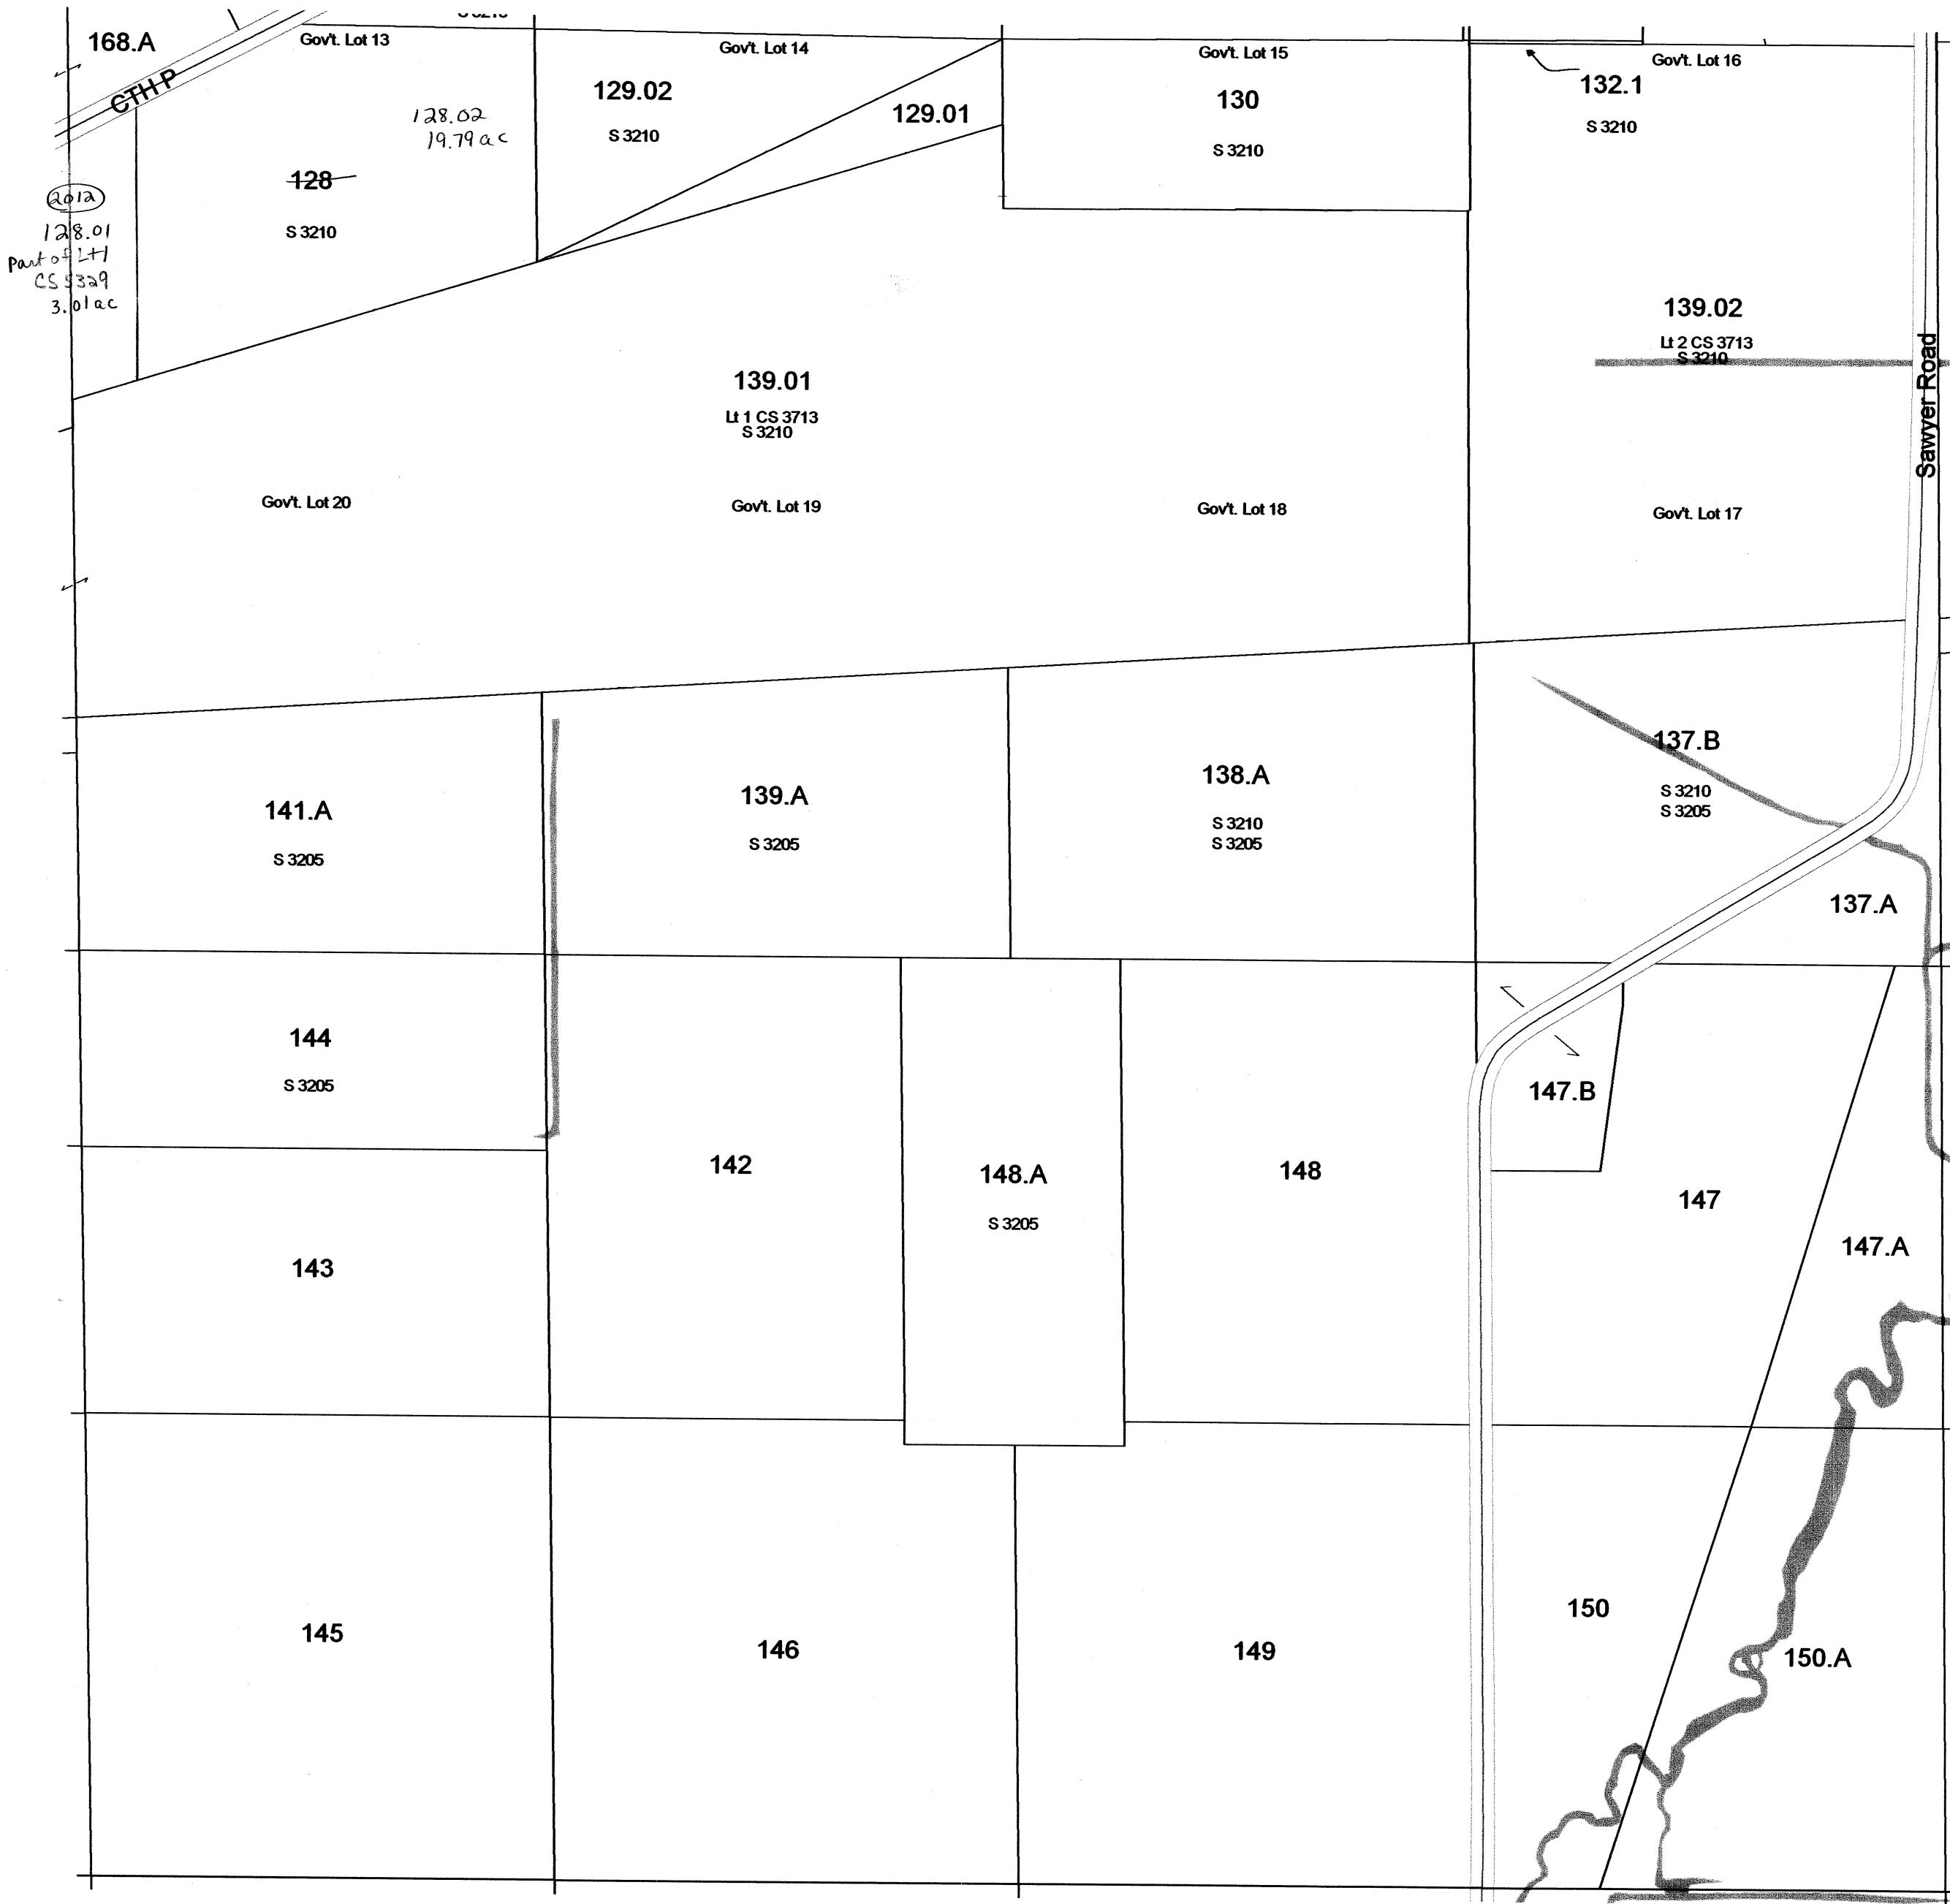 168.A
CTH P
Gov't. Lot 13
128.02
19.79 ac
128
S 3210
2012
128.01
Part of Lt 1
CS 5329
3.01 ac
Gov't. Lot 14
129.02
S 3210
129.01
Gov't. Lot 15
130
S 3210
Gov't. Lot 16
132.1
S 3210
139.02
Lt 2 CS 3713
S 3210
Sawyer Road
139.01
Lt 1 CS 3713
S 3210
Gov't. Lot 20
Gov't. Lot 19
Gov't. Lot 18
Gov't. Lot 17
141.A
S 3205
139.A
S 3205
138.A
S 3210
S 3205
137.B
S 3210
S 3205
137.A
144
S 3205
143
142
148.A
S 3205
148
147.B
147
147.A
145
146
149
150
150.A